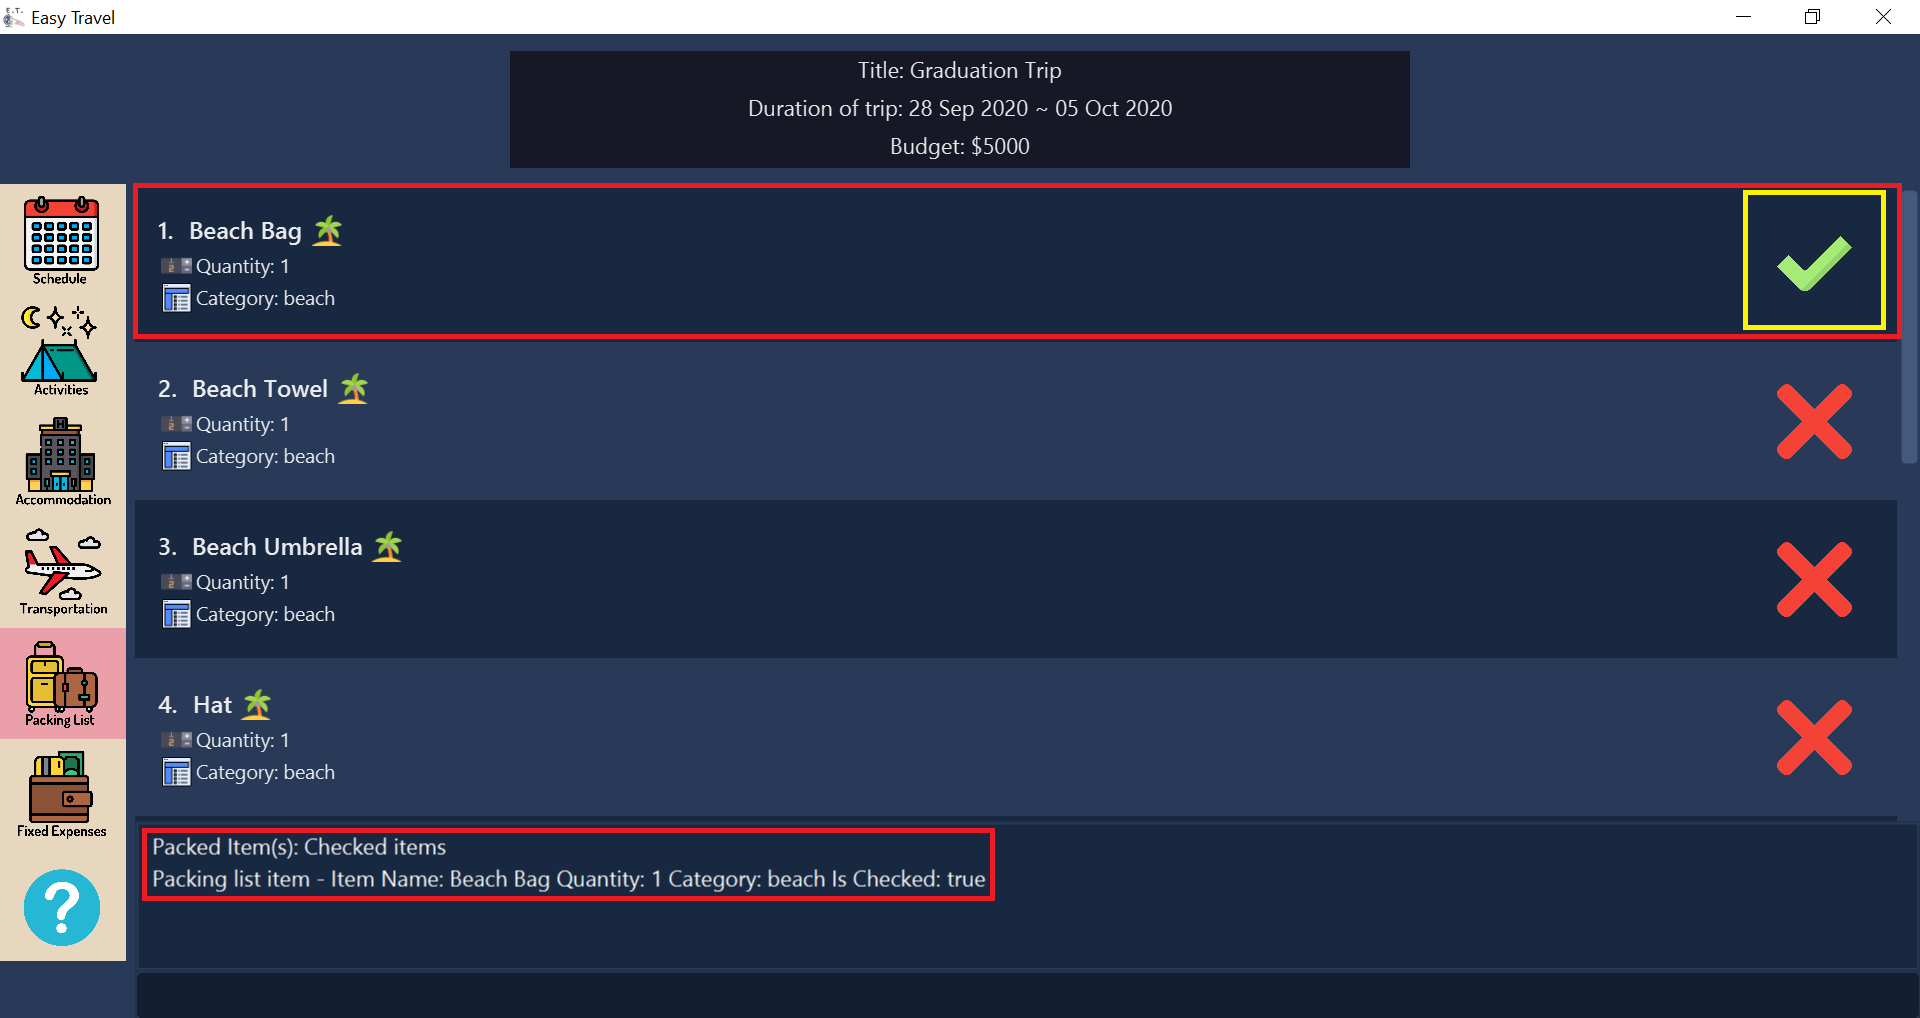 E.T.
Easy Travel
Title: Graduation Trip
Duration of trip: 28 Sep 2020 ~ 05 Oct 2020
Budget: $5000
Schedule
Activities
Accommodation
Transportation
Packing List
Fixed Expenses
?
1. Beach Bag
Quantity: 1
Category: beach
2. Beach Towel
Quantity: 1
Category: beach
3. Beach Umbrella
Quantity: 1
Category: beach
4. Hat
Quantity: 1
Category: beach
Packed Item(s): Checked items
Packing list item - Item Name: Beach Bag Quantity: 1 Category: beach Is Checked: true